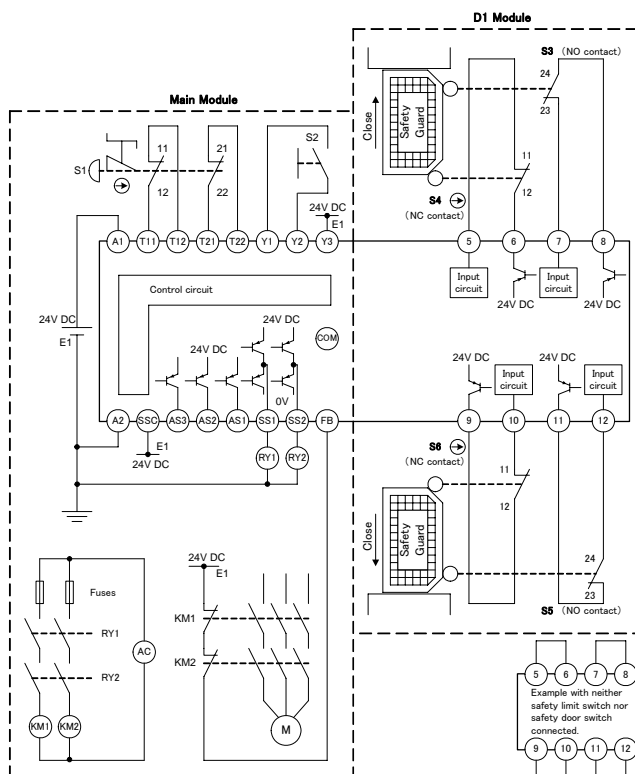 D1 Module
S3 (NO contact)
24
23
Close
Safety
Guard
11
12
S4
(NC contact)
Main Module
S1
11
12
21
22
S2
24V DC
E1
A1 T11 T12 T21 T22 Y1 Y2 Y3 5 6 7 8
Input
circuit
24V DC
Input
circuit
24V DC
Control circuit
24V DC
E1
24V DC
24V DC
COM
0V
24V DC
Input
circuit
24V DC
Input
circuit
A2 SSC AS3 AS2 AS1 SS1 SS2 FB 9 10 11 12
E1
24V DC
RY1 RY2
S6
(NC contact)
11
12
Close
Safety
Guard
24
23
S5 (NO contact)
Fuses
RY1
RY2
AC
KM1 KM2
24V DC
E1
KM1
KM2
M
5 6 7 8
Example with neither
safety limit switch nor
safety door switch
connected.
9 10 11 12